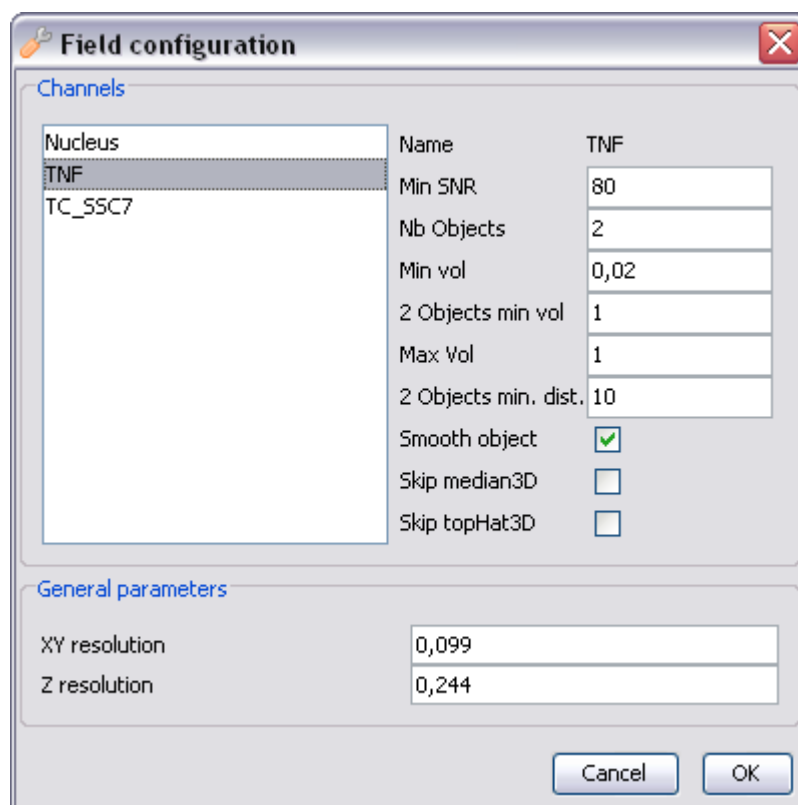 Field configuration
Channels
Nucleus
TNF
TC_SSC7
Name TNF
Min SNR 80
Nb Objects 2
Min vol 0,02
2 Objects min vol 1
Max Vol 1
2 Objects min. dist. 10
Smooth object
Skip median3D
Skip topHat3D
General parameters
XY resolution 0,099
Z resolution 0,244
Cancel OK